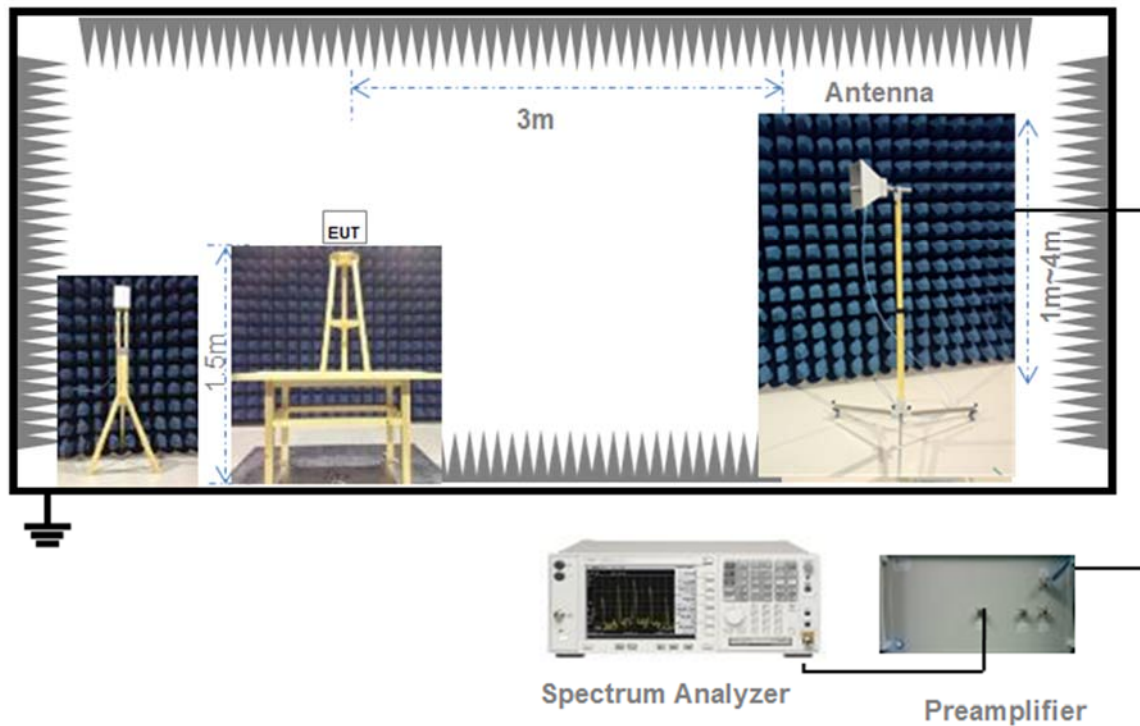 Antenna
3m
EUT
1.5m
1m~4m
Spectrum Analyzer
Preamplifier